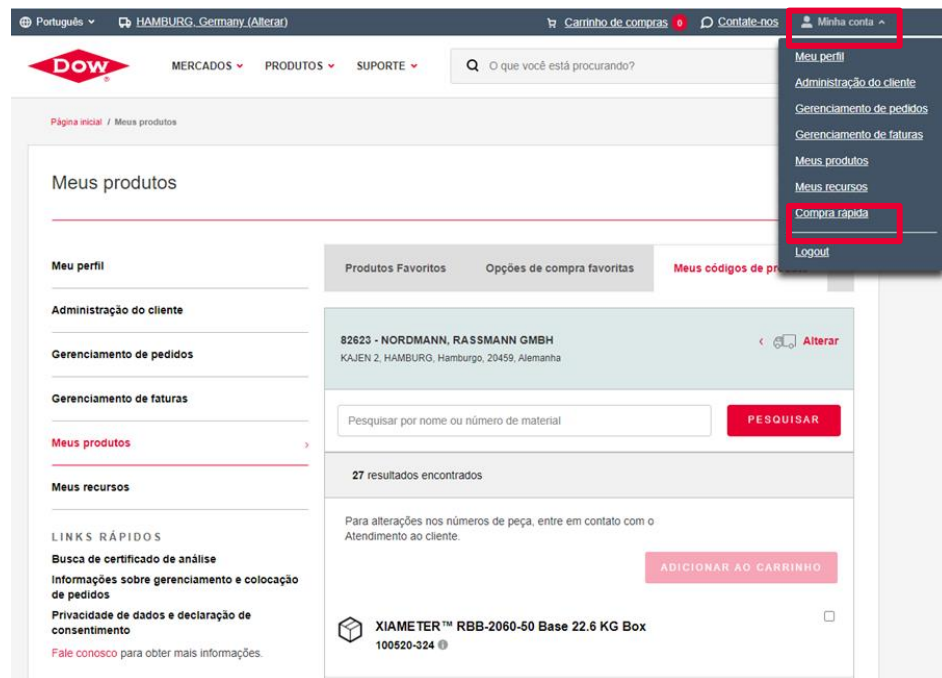 Português
HAMBURG, Germany (Alterar)
Carrinho de compras 0
Contate-nos
Minha conta
DOW
MERCADOS
PRODUTOS
SUPORTE
O que você está procurando?
Meu perfil
Administração do cliente
Gerenciamento de pedidos
Gerenciamento de faturas
Meus produtos
Meus recursos
Compra rápida
Logout
Página inicial / Meus produtos
Meus produtos
Meu perfil
Administração do cliente
Gerenciamento de pedidos
Gerenciamento de faturas
Meus produtos
Meus recursos
LINKS RÁPIDOS
Busca de certificado de análise
Informações sobre gerenciamento e colocação
de pedidos
Privacidade de dados e declaração de
consentimento
Fale conosco para obter mais informações.
Produtos Favoritos
Opções de compra favoritas
Meus códigos de
82623 - NORDMANN, RASSMANN GMBH
KAJEN 2, HAMBURG, Hamburgo, 20459, Alemanha
Alterar
Pesquisar por nome ou número de material
PESQUISAR
27 resultados encontrados
Para alterações nos números de peça, entre em contato com o
Atendimento ao cliente.
ADICIONAR AO CARRINHO
XIAMETER™ RBB-2060-50 Base 22.6 KG Box
100520-324